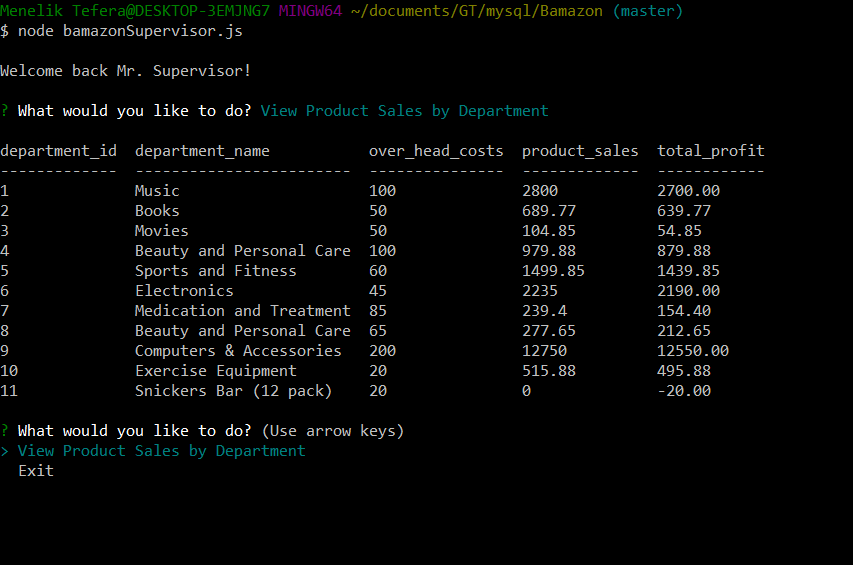 Menelik Tefera@DESKTOP-3EMJNG7 MINGW64 ~/documents/GT/mysql/Bamazon (master)
$ node bamazonSupervisor.js
Welcome back Mr. Supervisor!
? What would you like to do? View Product Sales by Department
department_id  department_name           over_head_costs  product_sales  total_profit
-------------  ------------------------  ---------------  -------------  ------------
1              Music                     100              2800           2700.00
2              Books                     50               689.77         639.77
3              Movies                    50               104.85         54.85
4              Beauty and Personal Care  100              979.88         879.88
5              Sports and Fitness        60               1499.85        1439.85
6              Electronics               45               2235           2190.00
7              Medication and Treatment  85               239.4          154.40
8              Beauty and Personal Care  65               277.65         212.65
9              Computers & Accessories   200              12750          12550.00
10             Exercise Equipment        20               515.88         495.88
11             Snickers Bar (12 pack)    20               0              -20.00
? What would you like to do? (Use arrow keys)
> View Product Sales by Department
  Exit